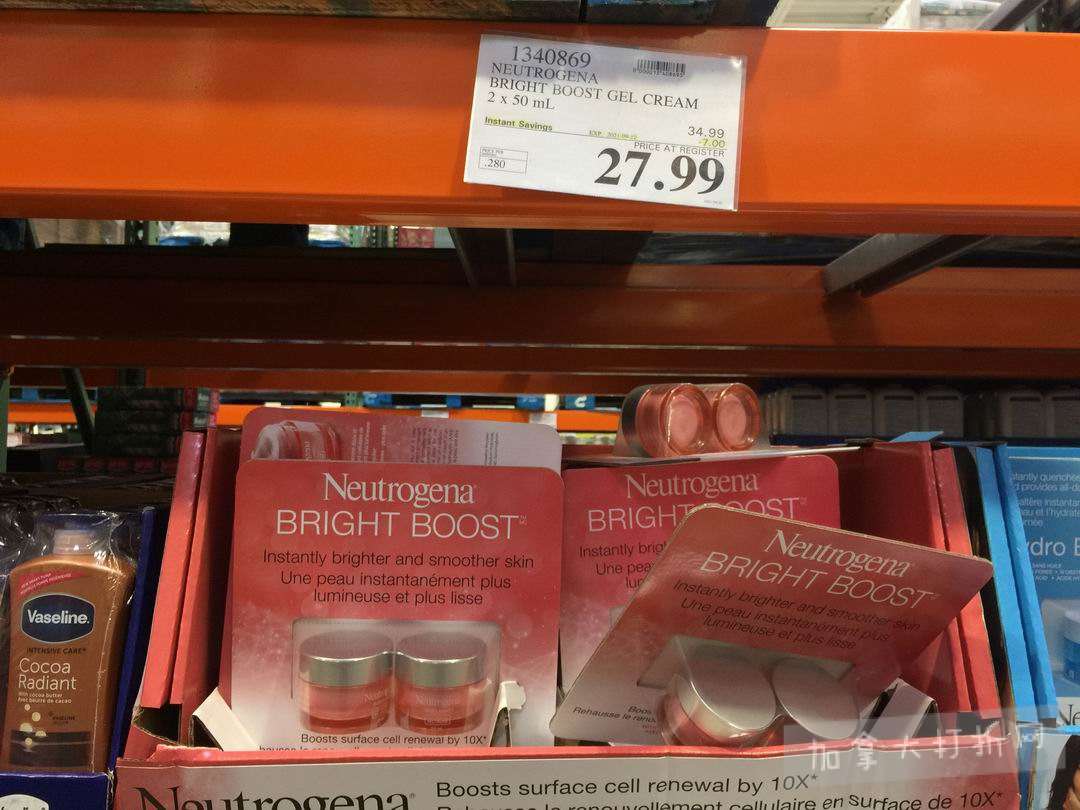 1340869
NEUTROGENA
BRIGHT BOOST GEL CREAM
2 x 50 mL
Instant Savings
34.99
-7.00
PRICE AT REGISTER
.280
27.99
Neutrogena
BRIGHT BOOST
Instantly brighter and smoother skin
Une peau instantanément plus
lumineuse et plus lisse
Boosts surface cell renewal by 10X*
Neutrogena
BRIGHT BOOST
Neutrogena
BRIGHT BOOST
Instantly brighter and smoother skin
Une peau instantanément plus
lumineuse et plus lisse
Vaseline
INTENSIVE CARE
Cocoa
Radiant
Neutrogena
Boosts surface cell renewal by 10X*
Rehausse le renouvellement cellulaire en surface de 10X*
加拿大打折网